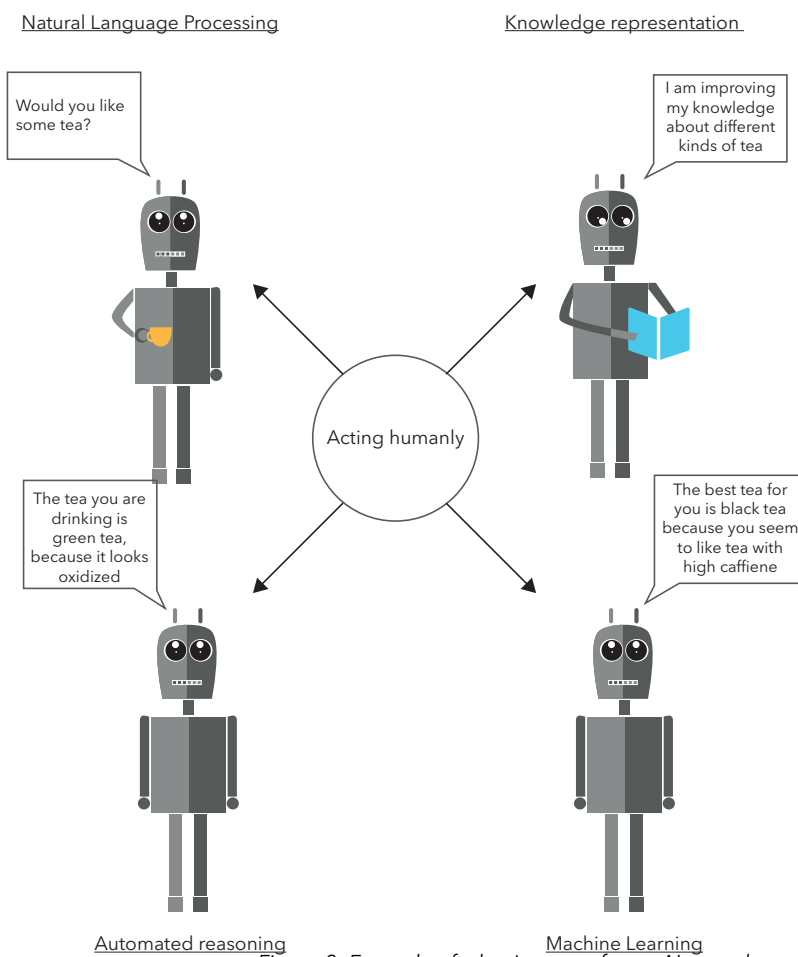 Natural Language Processing
Knowledge representation
Would you like
some tea?
I am improving
my knowledge
about different
kinds of tea
Acting humanly
The tea you are
drinking is
green tea,
because it looks
oxidized
The best tea for
you is black tea
because you seem
to like tea with
high caffiene
Automated reasoning
Machine Learning